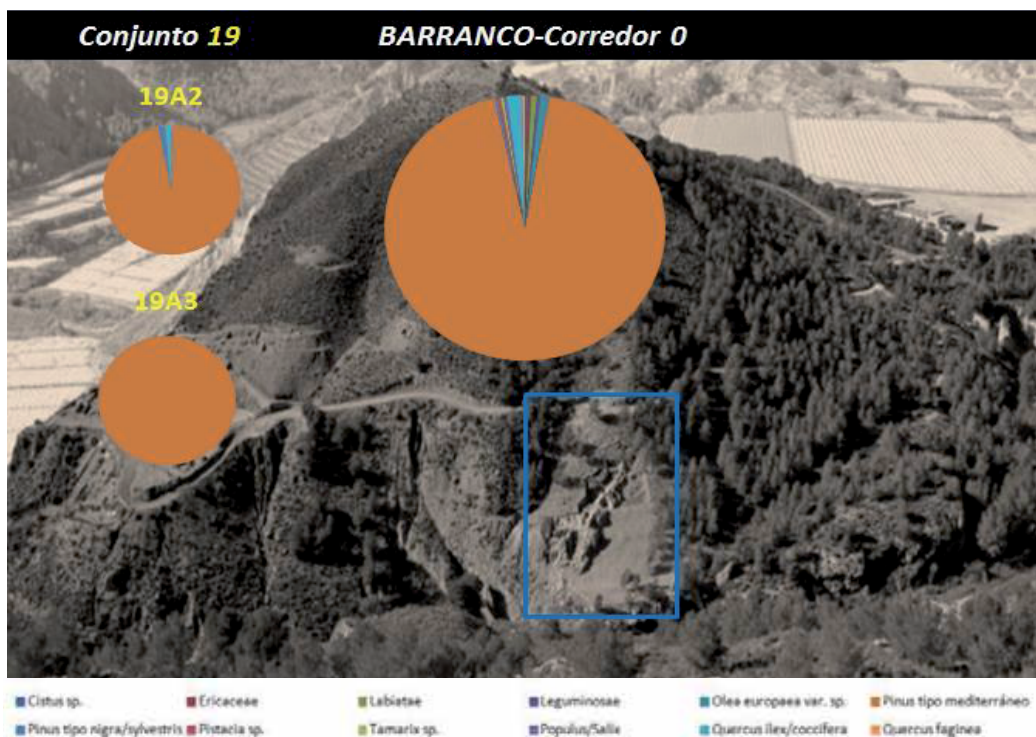 Conjunto 19 BARRANCO-Corredor 0
19A2
19A3
Cistus sp. Ericaceae Labiatae Leguminosae Olea europaea var. sp. Pinus tipo mediterráneo
Pinus tipo nigra/sylvestris Pistacia sp. Tamarix sp. Populus/Salix Quercus ilex/coccifera Quercus faginea